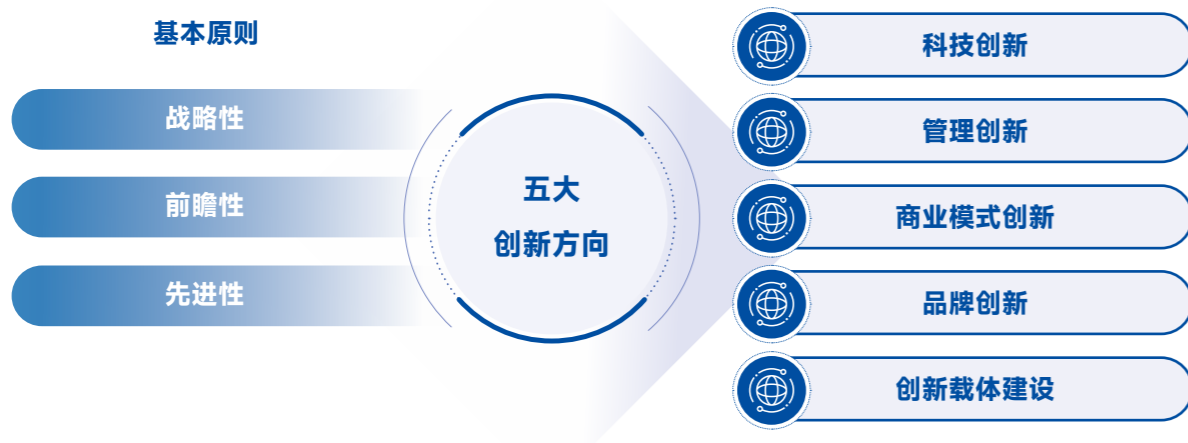 基本原则
战略性
前瞻性
先进性
五大
创新方向
科技创新
管理创新
商业模式创新
品牌创新
创新载体建设